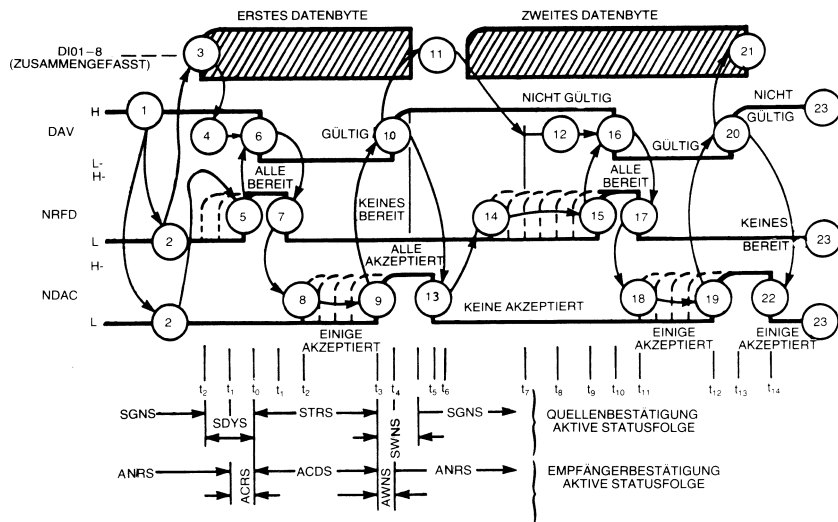 ERSTES DATENBYTE
ZWEITES DATENBYTE
DI01-8
(ZUSAMMENGEFASST)
3
11
21
H
1
NICHT GÜLTIG
NICHT
GÜLTIG
23
DAV
4
6
GÜLTIG
10
12
16
GÜLTIG
20
L-
H-
ALLE
BEREIT
KEINES
BEREIT
ALLE
BEREIT
NRFD
5
7
14
15
17
KEINES
BEREIT
L
2
23
H-
ALLE
AKZEPTIERT
NDAC
8
9
13
KEINE AKZEPTIERT
18
19
22
L
2
23
EINIGE
AKZEPTIERT
EINIGE
AKZEPTIERT
EINIGE
AKZEPTIERT
t2 t1 t0 t1 t2 t3 t4 t5 t6 t7 t8 t9 t10 t11 t12 t13 t14
SGNS
SDYS
STRS
SWNS
SGNS
QUELLENBESTÄTIGUNG
AKTIVE STATUSFOLGE
ANRS
ACRS
ACDS
AWNS
ANRS
EMPFÄNGERBESTÄTIGUNG
AKTIVE STATUSFOLGE